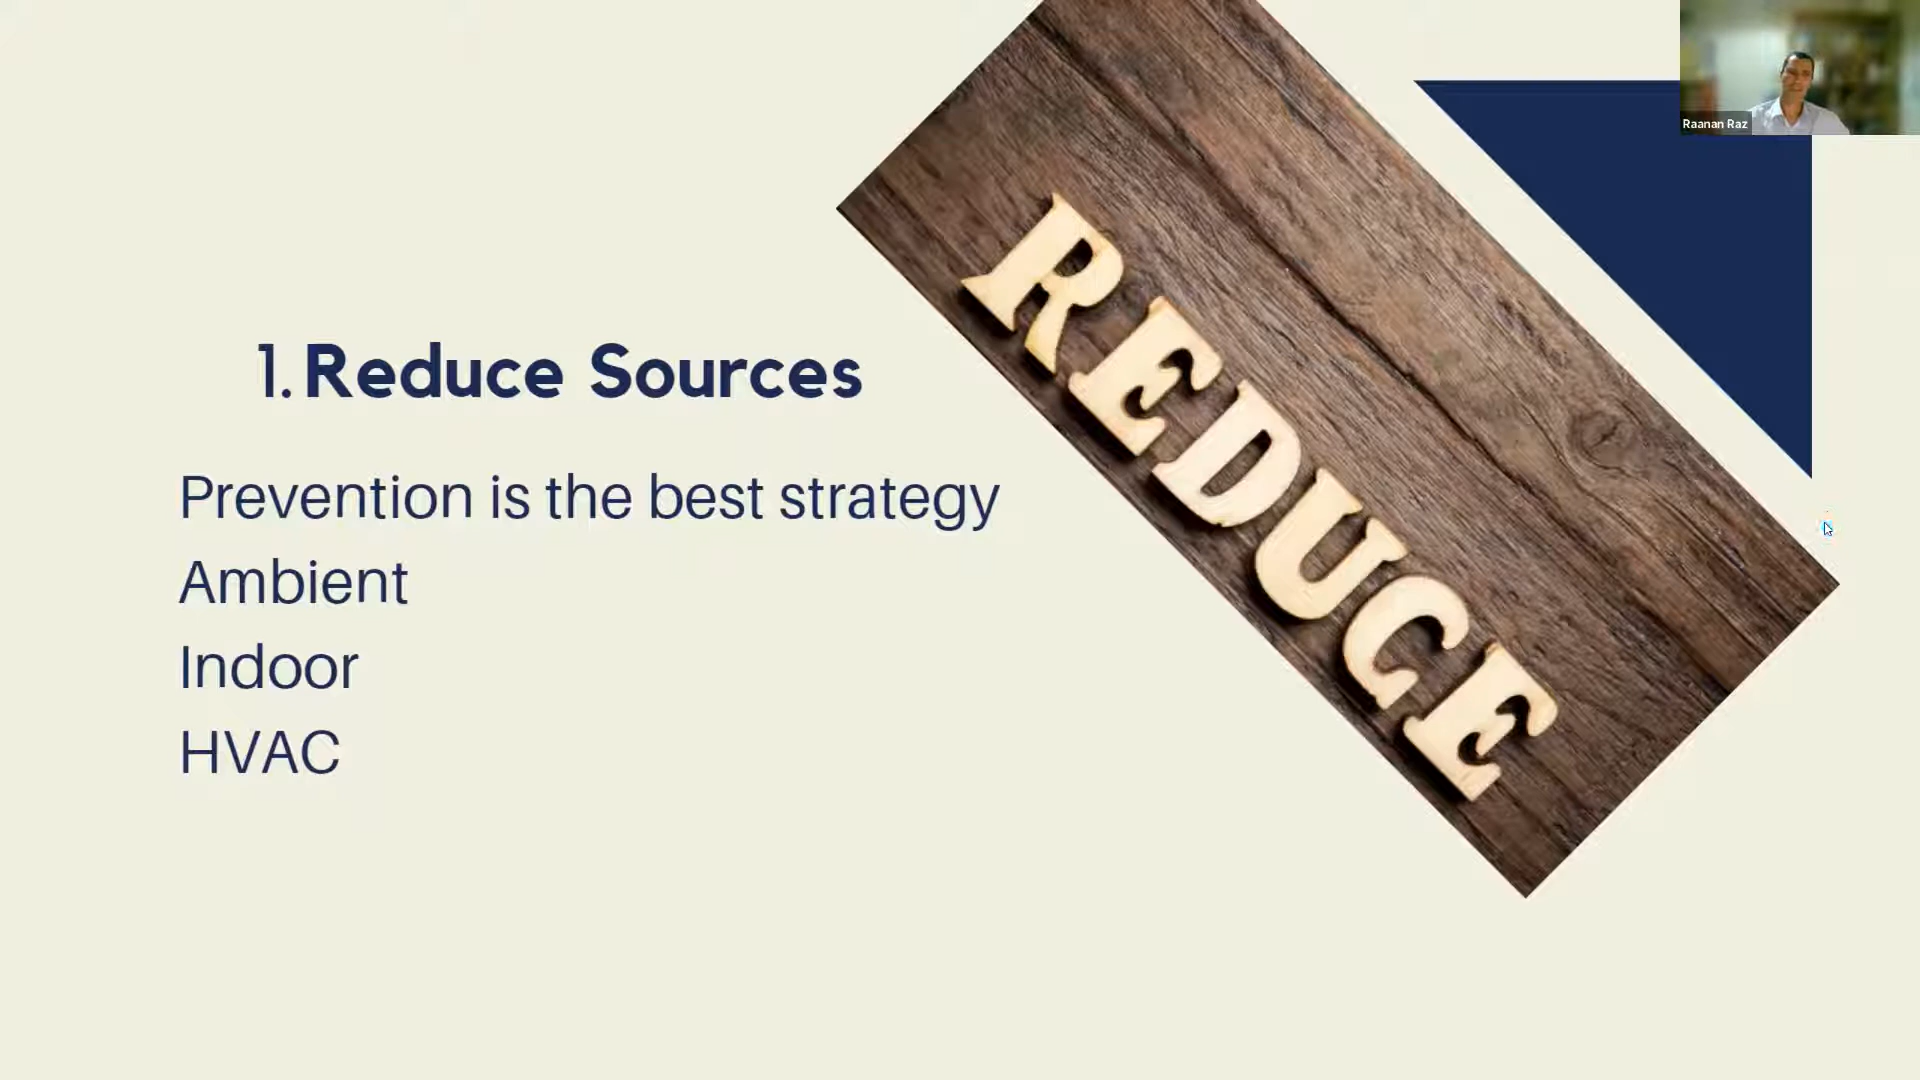 1. Reduce Sources
Prevention is the best strategy
Ambient
Indoor
HVAC
REDUCE
Raanan Raz